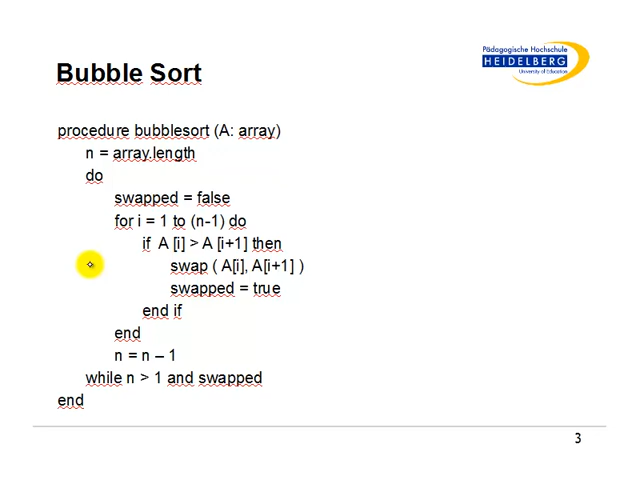 Pädagogische Hochschule
HEIDELBERG
University of Education
Bubble Sort
procedure bubblesort (A: array)
n = array.length
do
swapped = false
for i = 1 to (n-1) do
if A [i] > A [i+1] then
swap ( A[i], A[i+1] )
swapped = true
end if
end
n = n – 1
while n > 1 and swapped
end
3